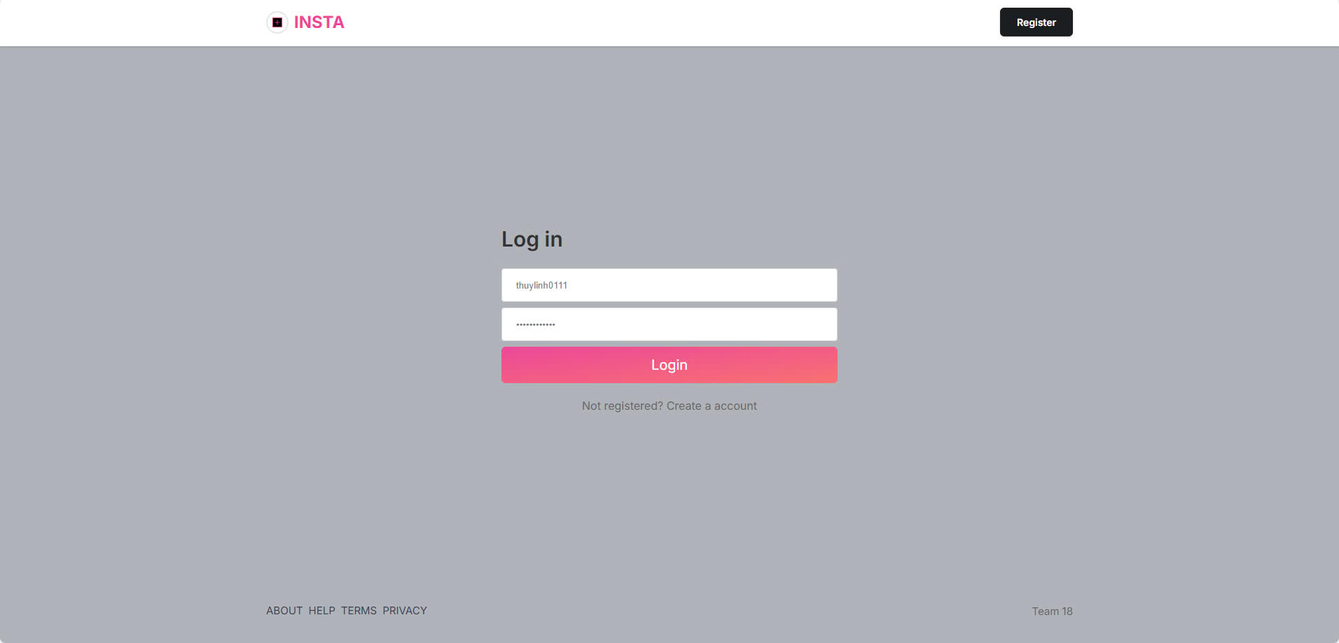 INSTA
Register
Log in
thuylinh0111
••••••••••••
Login
Not registered? Create a account
ABOUT HELP TERMS PRIVACY
Team 18